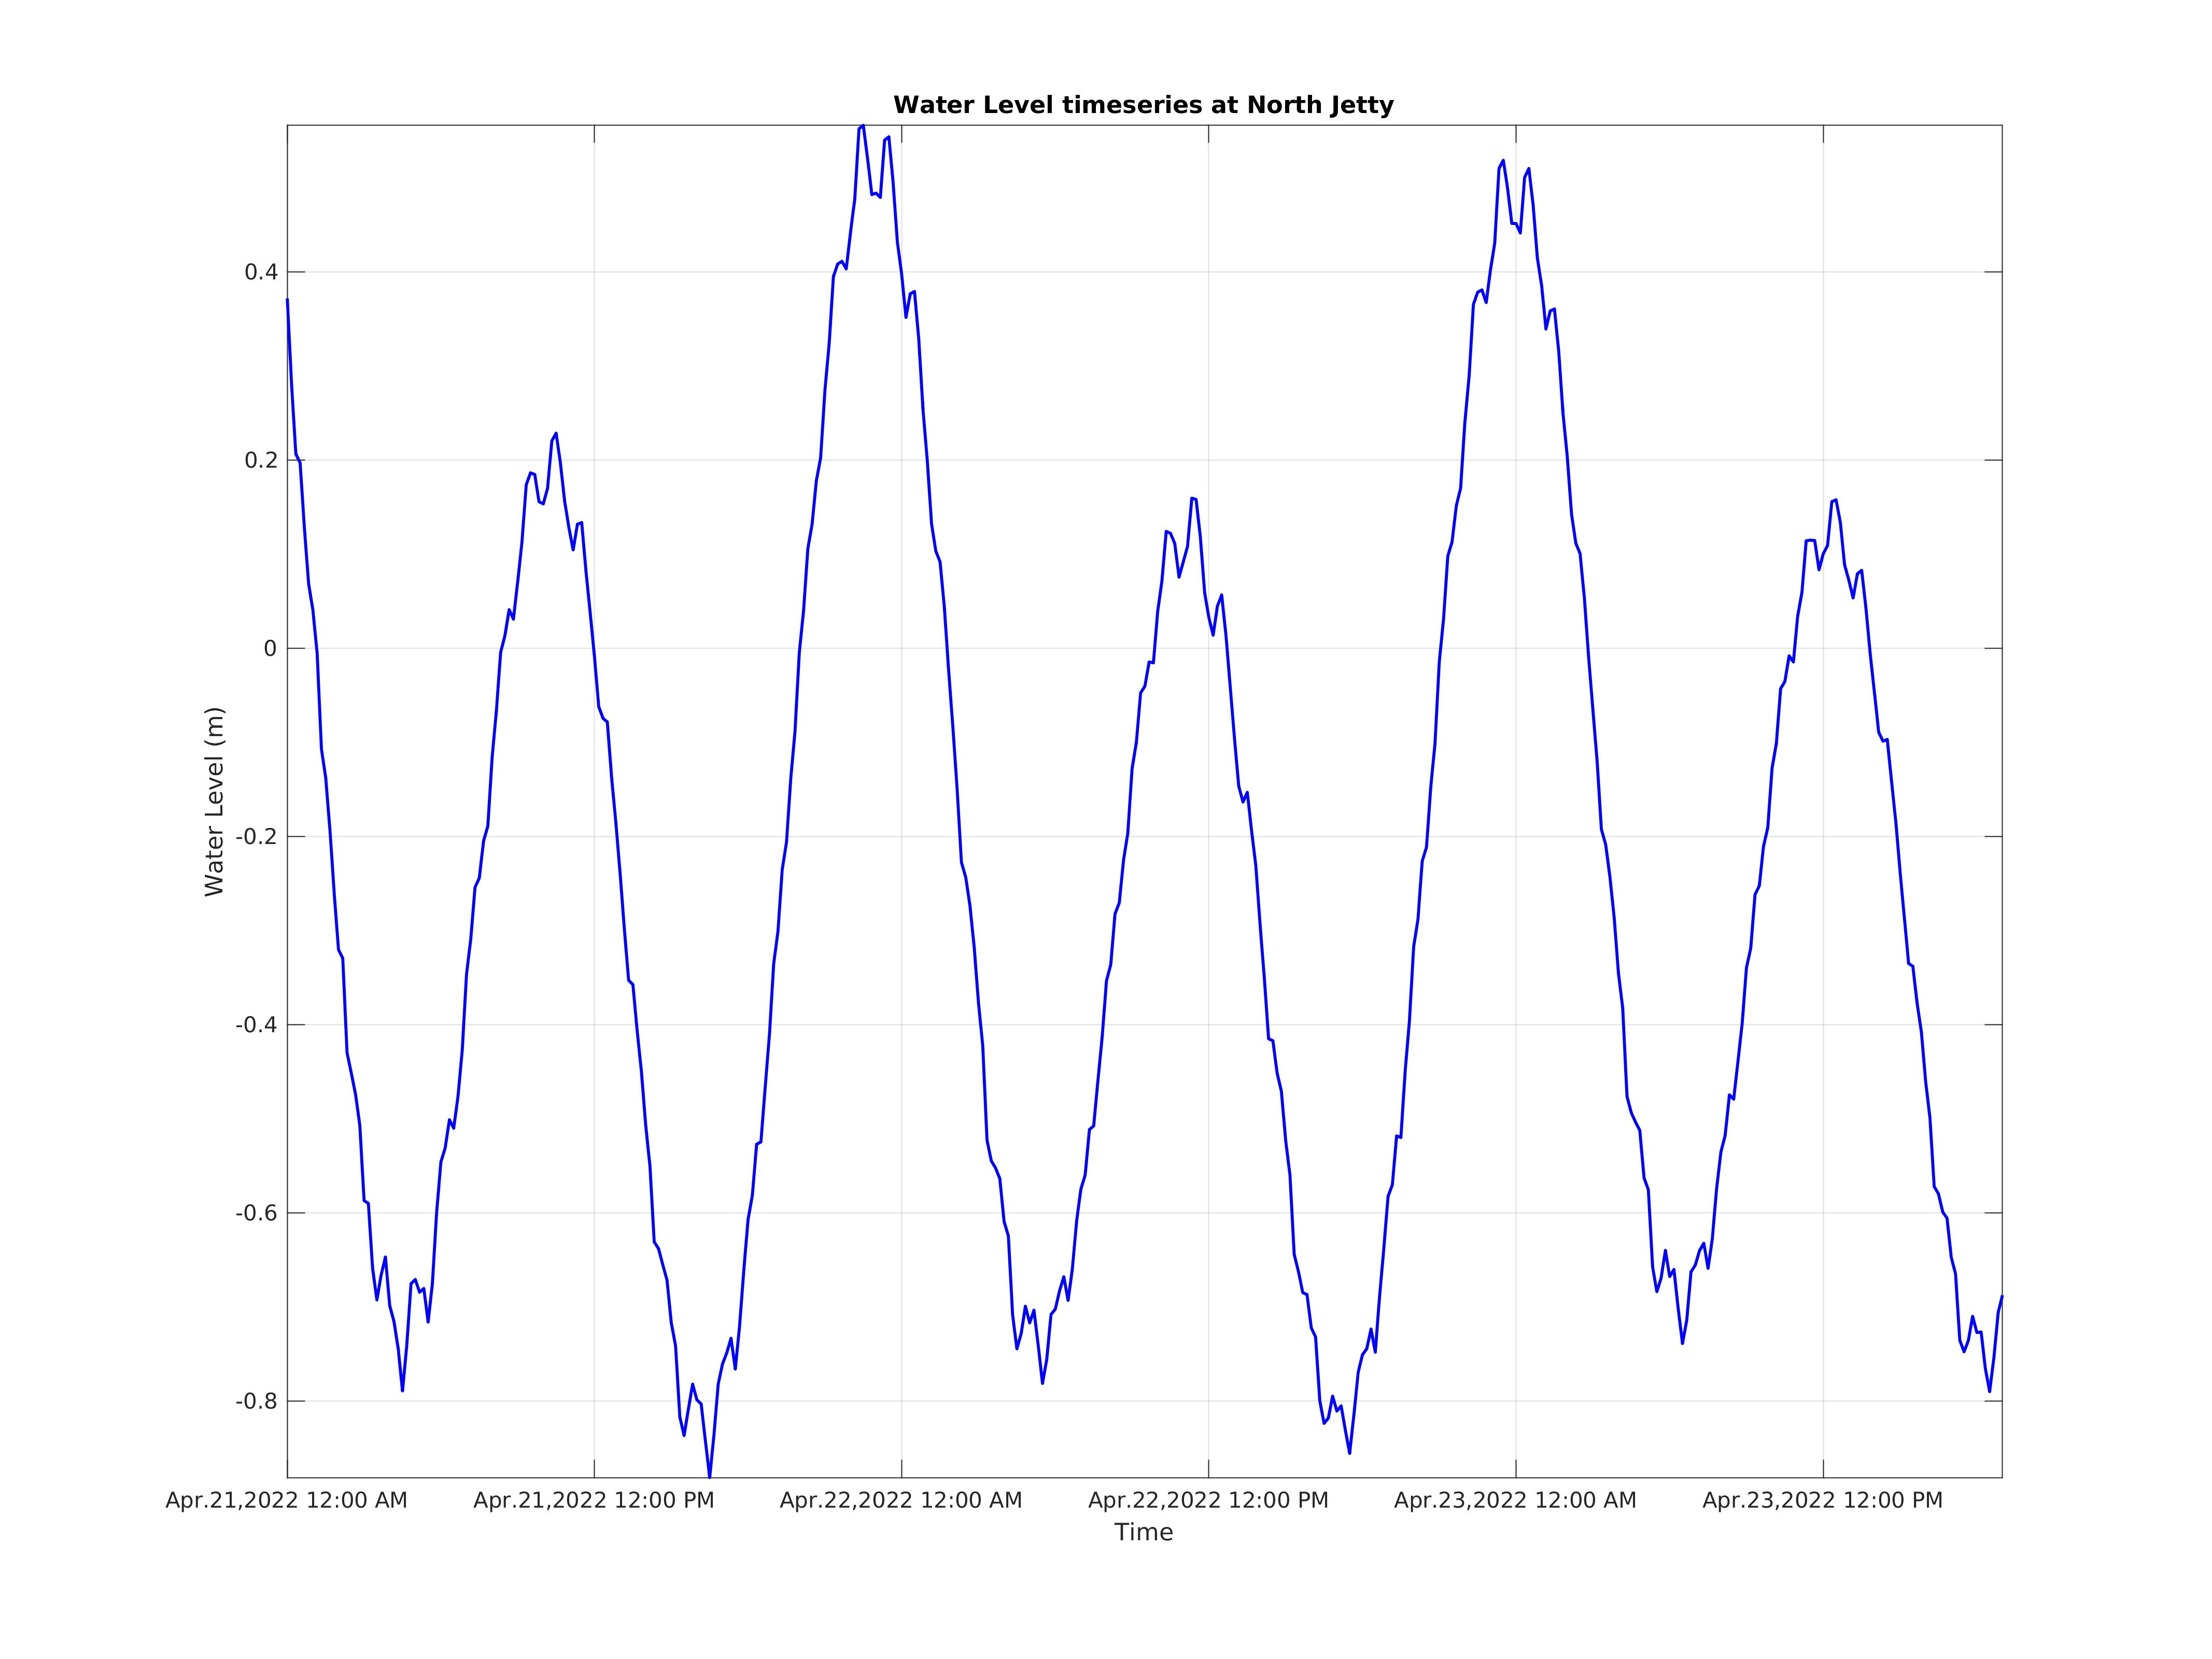 Water Level timeseries at North Jetty
0.4
0.2
0
-0.2
-0.4
-0.6
-0.8
Water Level (m)
Apr.21,2022 12:00 AM
Apr.21,2022 12:00 PM
Apr.22,2022 12:00 AM
Apr.22,2022 12:00 PM
Apr.23,2022 12:00 AM
Apr.23,2022 12:00 PM
Time